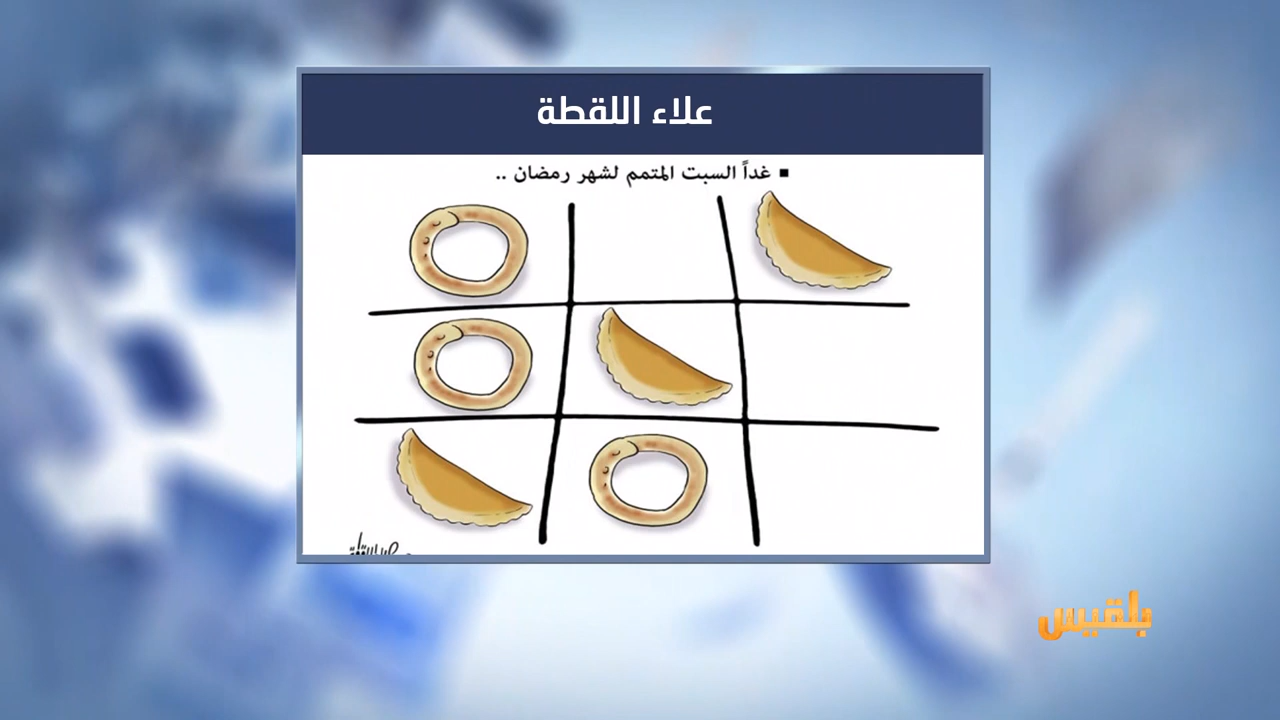 علاء اللقطة
▪ غداً السبت المتمم لشهر رمضان ..
بلقيس